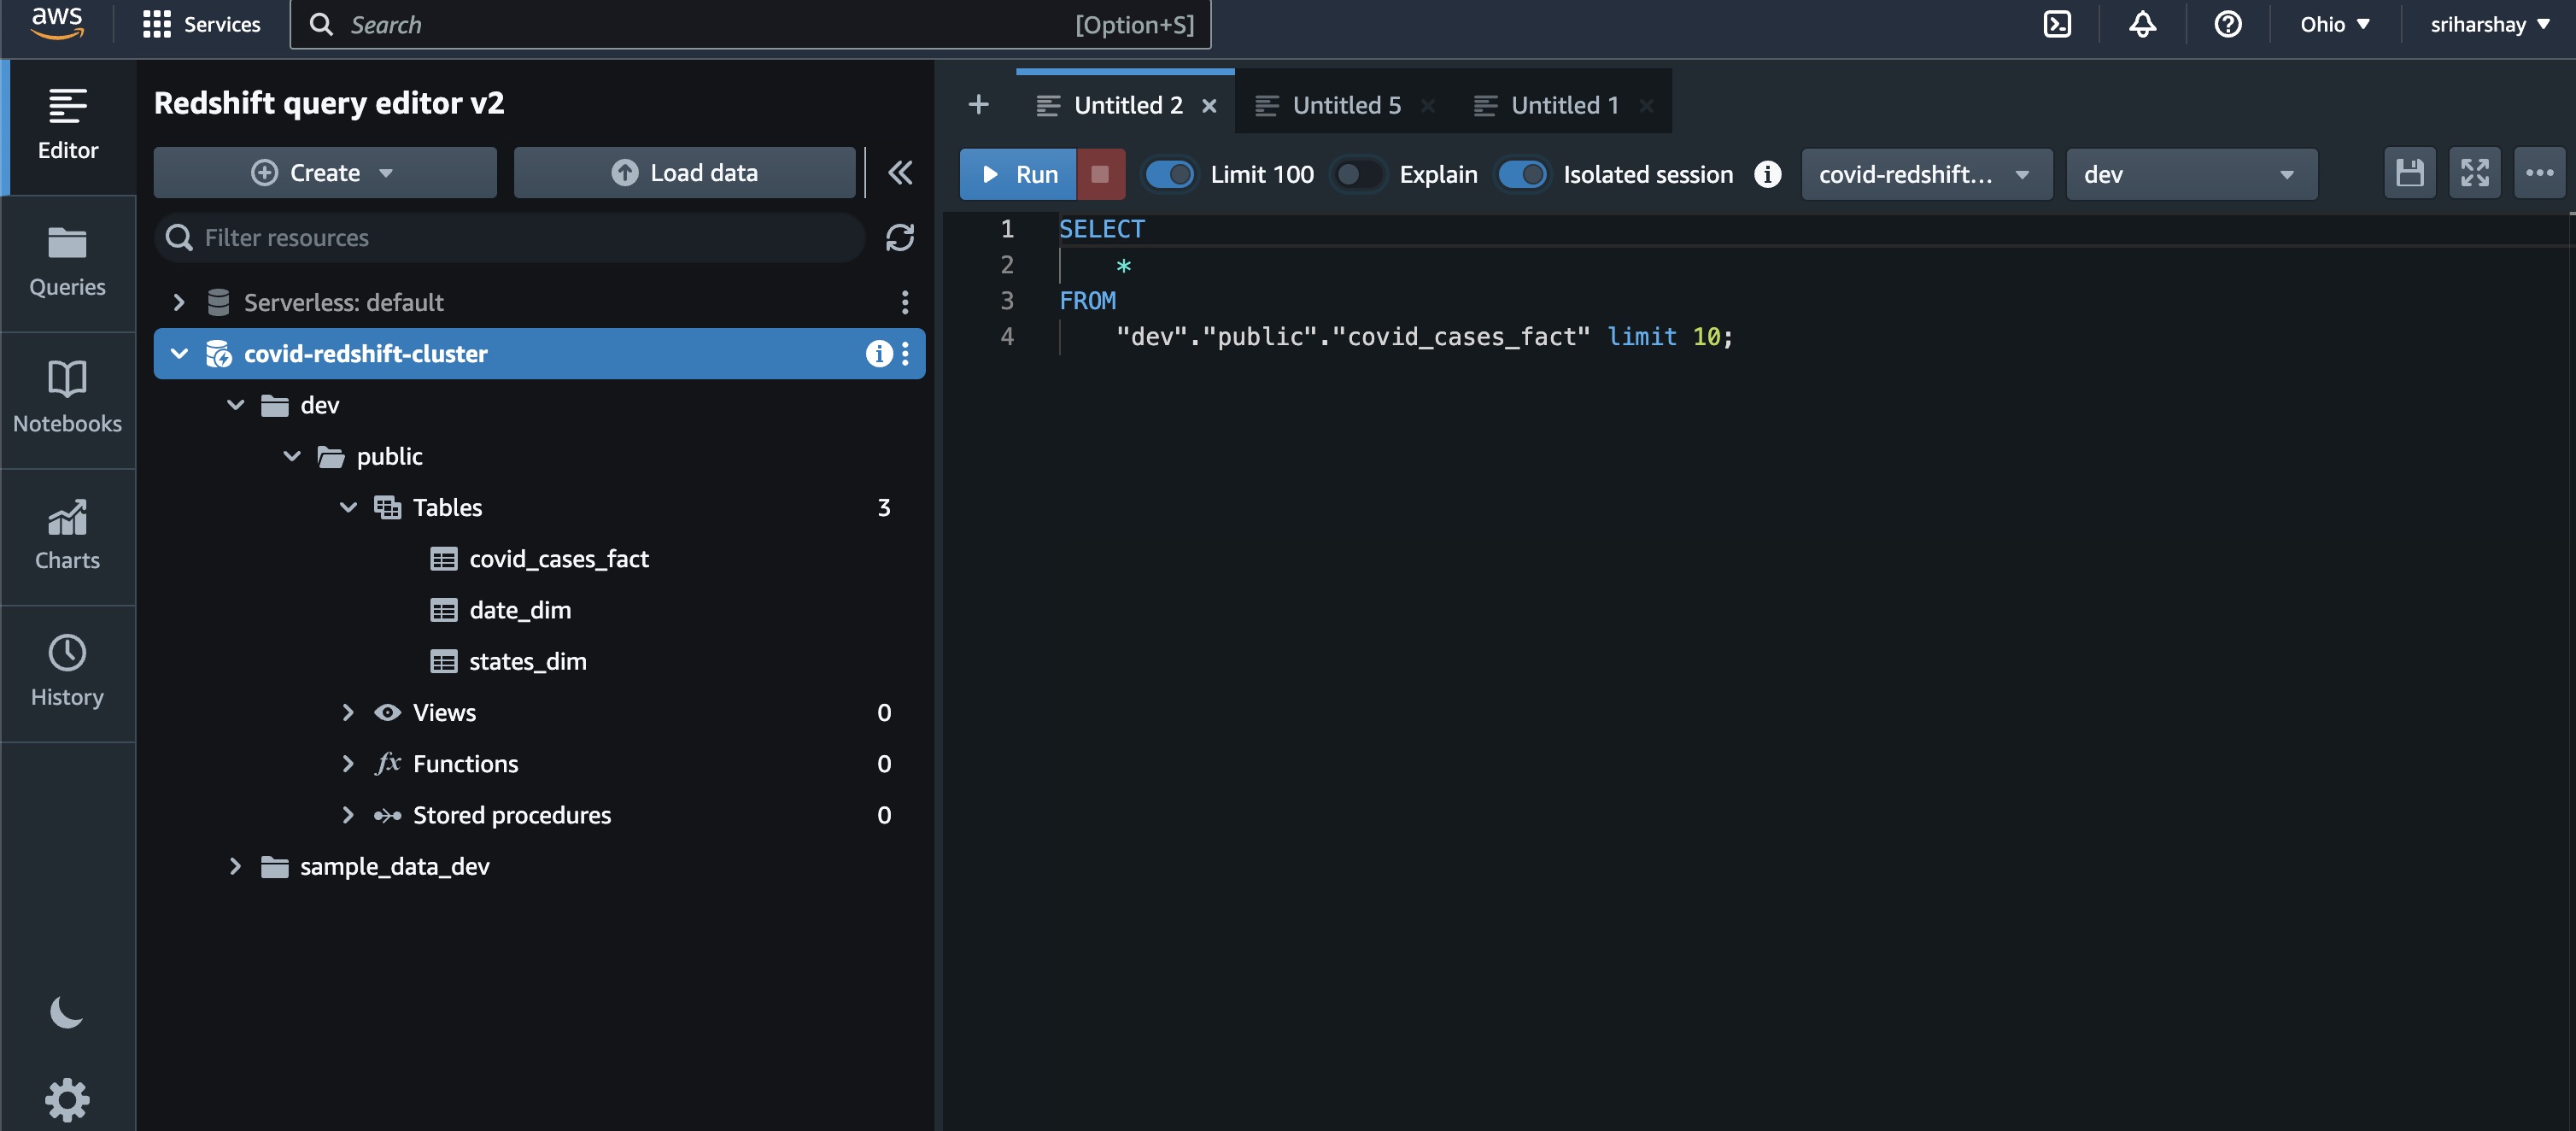 aws Services Search [Option+S] Ohio sriharshay
Editor
Queries
Notebooks
Charts
History
Redshift query editor v2
Create Load data
Filter resources
Serverless: default
covid-redshift-cluster
dev
public
Tables 3
covid_cases_fact
date_dim
states_dim
Views 0
fx Functions 0
Stored procedures 0
sample_data_dev
+ Untitled 2 × Untitled 5 × Untitled 1 ×
Run Limit 100 Explain Isolated session covid-redshift... dev
1 SELECT
2 *
3 FROM
4 "dev"."public"."covid_cases_fact" limit 10;